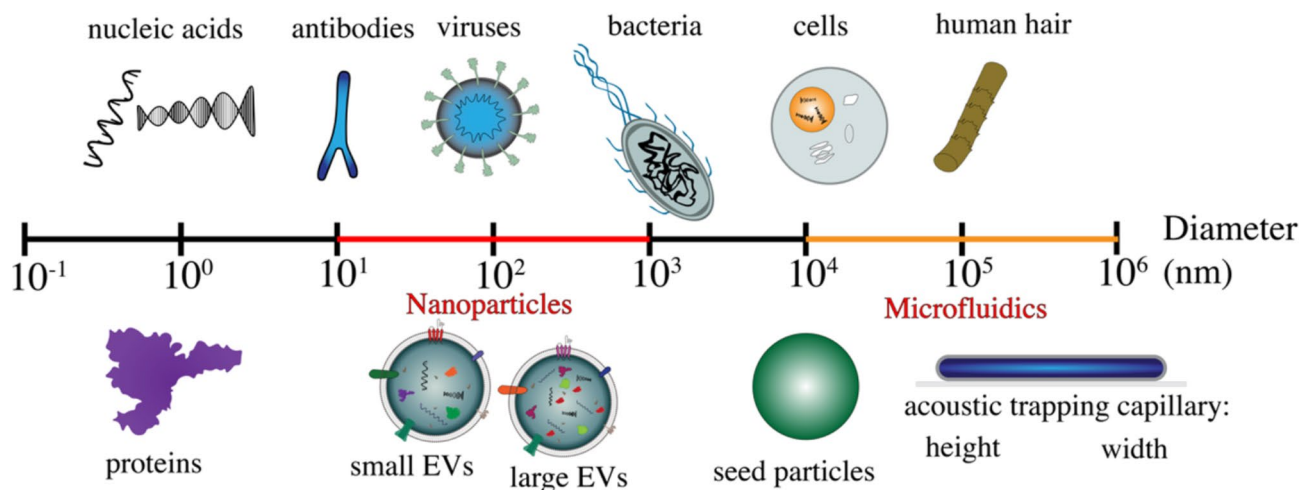 nucleic acids antibodies viruses bacteria cells human hair
10⁻¹ 10⁰ 10¹ 10² 10³ 10⁴ 10⁵ 10⁶ Diameter
(nm)
Nanoparticles Microfluidics
proteins small EVs large EVs seed particles acoustic trapping capillary:
height width